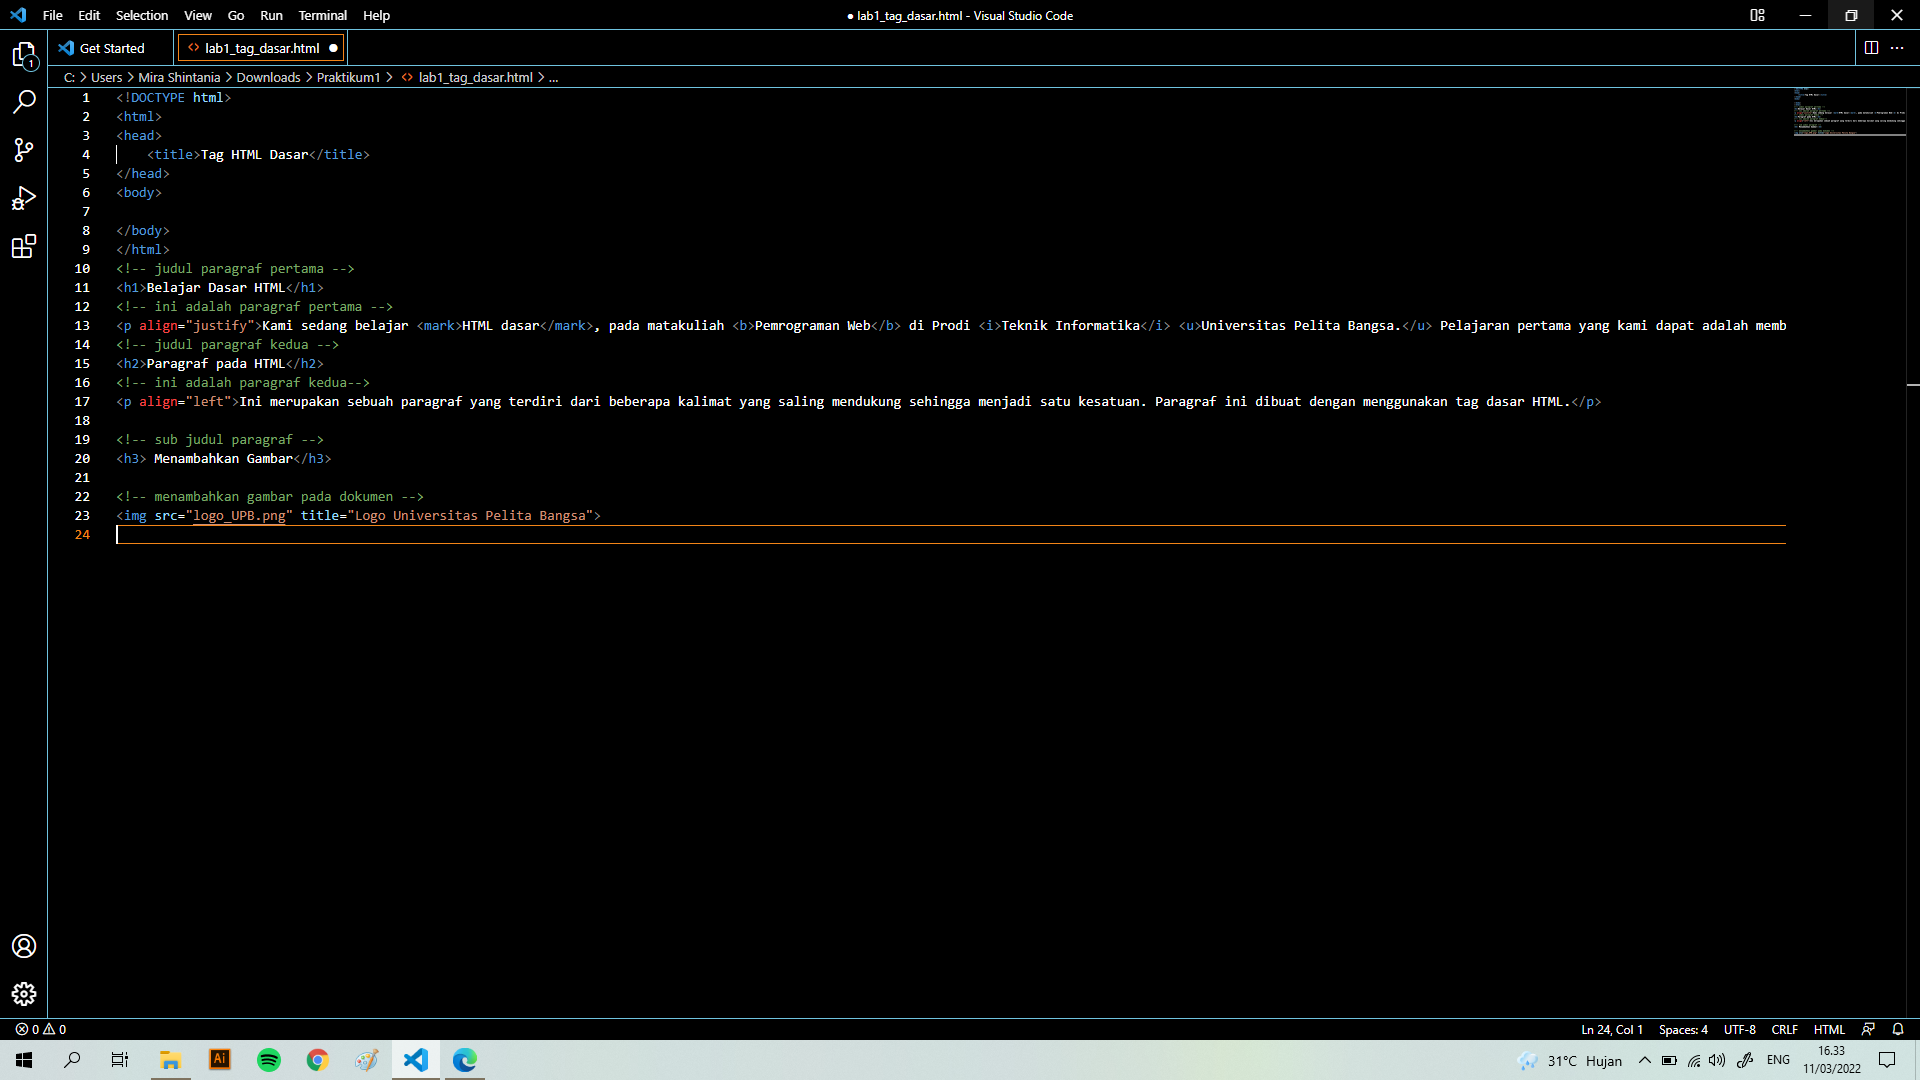 File Edit Selection View Go Run Terminal Help
● lab1_tag_dasar.html - Visual Studio Code
Get Started
lab1_tag_dasar.html ●
C: > Users > Mira Shintania > Downloads > Praktikum1 > <> lab1_tag_dasar.html > ...
1 <!DOCTYPE html>
2 <html>
3 <head>
4     <title>Tag HTML Dasar</title>
5 </head>
6 <body>
7
8 </body>
9 </html>
10 <!-- judul paragraf pertama -->
11 <h1>Belajar Dasar HTML</h1>
12 <!-- ini adalah paragraf pertama -->
13 <p align="justify">Kami sedang belajar <mark>HTML dasar</mark>, pada matakuliah <b>Pemrograman Web</b> di Prodi <i>Teknik Informatika</i> <u>Universitas Pelita Bangsa.</u> Pelajaran pertama yang kami dapat adalah memb
14 <!-- judul paragraf kedua -->
15 <h2>Paragraf pada HTML</h2>
16 <!-- ini adalah paragraf kedua-->
17 <p align="left">Ini merupakan sebuah paragraf yang terdiri dari beberapa kalimat yang saling mendukung sehingga menjadi satu kesatuan. Paragraf ini dibuat dengan menggunakan tag dasar HTML.</p>
18
19 <!-- sub judul paragraf -->
20 <h3> Menambahkan Gambar</h3>
21
22 <!-- menambahkan gambar pada dokumen -->
23 <img src="logo_UPB.png" title="Logo Universitas Pelita Bangsa">
24
1
0 0
Ln 24, Col 1 Spaces: 4 UTF-8 CRLF HTML
Ai
31°C Hujan
ENG
16.33
11/03/2022